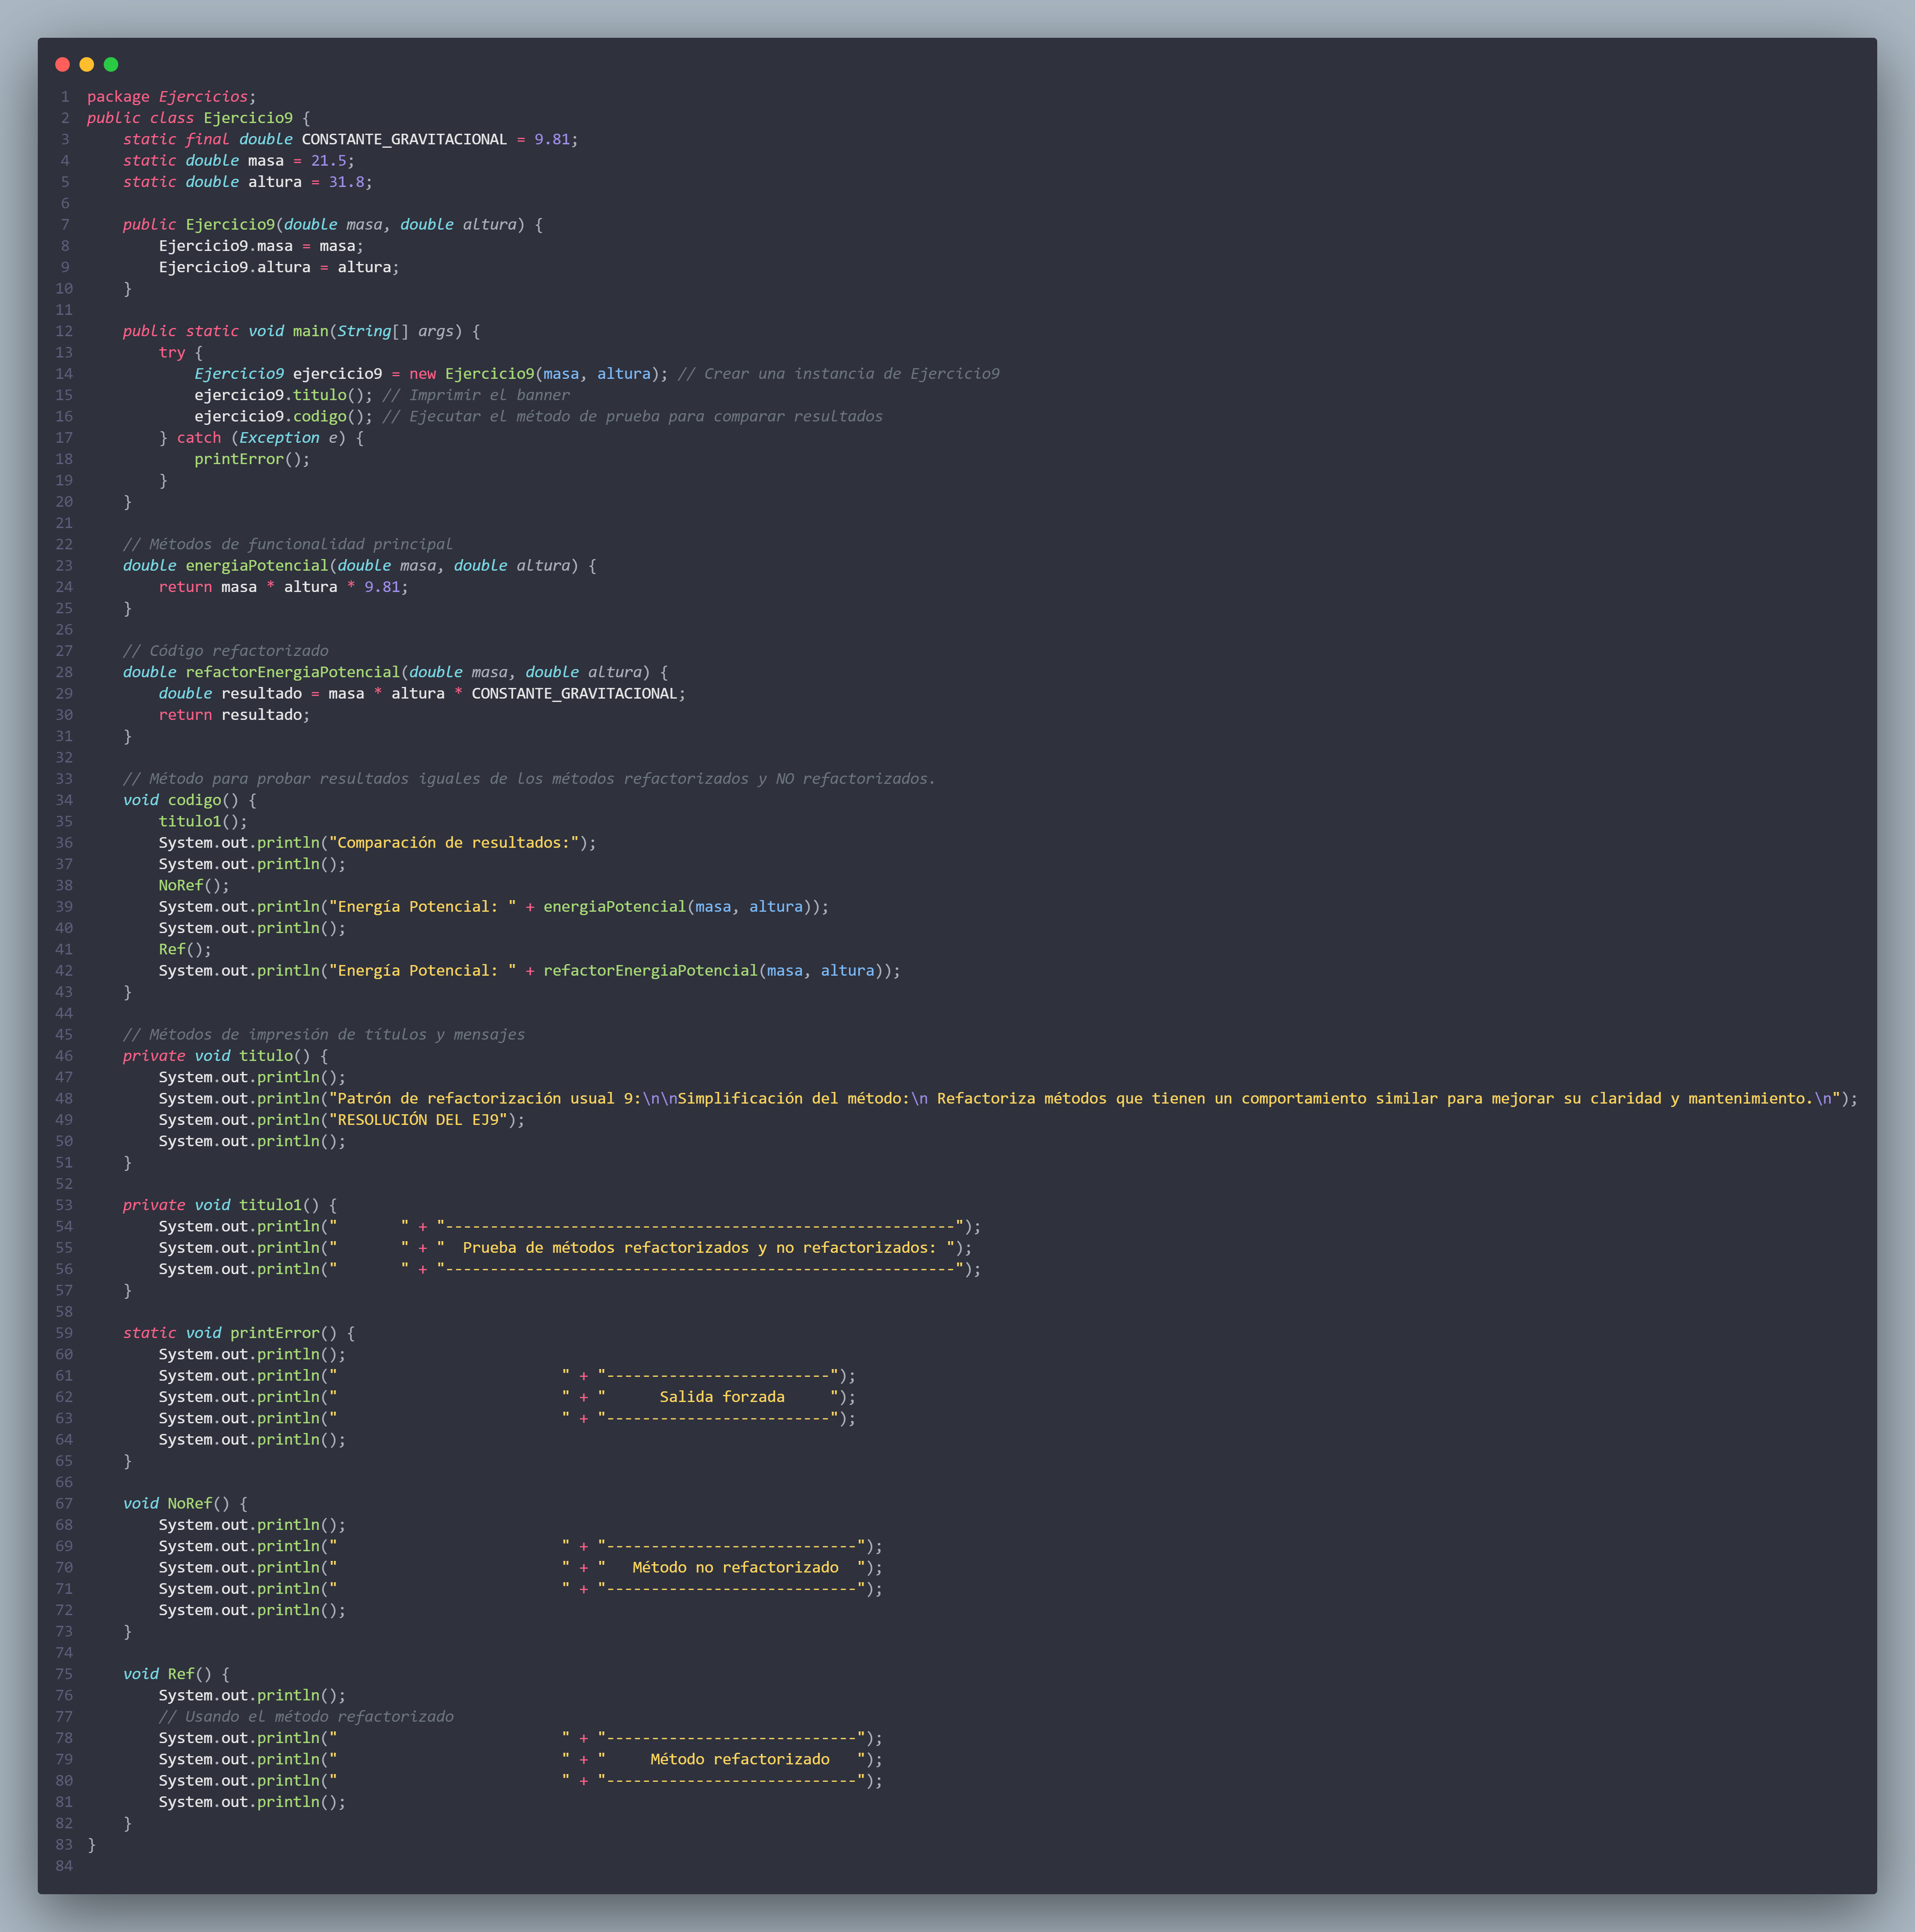 1 package Ejercicios;
2 public class Ejercicio9 {
3     static final double CONSTANTE_GRAVITACIONAL = 9.81;
4     static double masa = 21.5;
5     static double altura = 31.8;
6
7     public Ejercicio9(double masa, double altura) {
8         Ejercicio9.masa = masa;
9         Ejercicio9.altura = altura;
10     }
11
12     public static void main(String[] args) {
13         try {
14             Ejercicio9 ejercicio9 = new Ejercicio9(masa, altura); // Crear una instancia de Ejercicio9
15             ejercicio9.titulo(); // Imprimir el banner
16             ejercicio9.codigo(); // Ejecutar el método de prueba para comparar resultados
17         } catch (Exception e) {
18             printError();
19         }
20     }
21
22     // Métodos de funcionalidad principal
23     double energiaPotencial(double masa, double altura) {
24         return masa * altura * 9.81;
25     }
26
27     // Código refactorizado
28     double refactorEnergiaPotencial(double masa, double altura) {
29         double resultado = masa * altura * CONSTANTE_GRAVITACIONAL;
30         return resultado;
31     }
32
33     // Método para probar resultados iguales de los métodos refactorizados y NO refactorizados.
34     void codigo() {
35         titulo1();
36         System.out.println("Comparación de resultados:");
37         System.out.println();
38         NoRef();
39         System.out.println("Energía Potencial: " + energiaPotencial(masa, altura));
40         System.out.println();
41         Ref();
42         System.out.println("Energía Potencial: " + refactorEnergiaPotencial(masa, altura));
43     }
44
45     // Métodos de impresión de títulos y mensajes
46     private void titulo() {
47         System.out.println();
48         System.out.println("Patrón de refactorización usual 9:\n\nSimplificación del método:\n Refactoriza métodos que tienen un comportamiento similar para mejorar su claridad y mantenimiento.\n");
49         System.out.println("RESOLUCIÓN DEL EJ9");
50         System.out.println();
51     }
52
53     private void titulo1() {
54         System.out.println("       " + "---------------------------------------------------------");
55         System.out.println("       " + "  Prueba de métodos refactorizados y no refactorizados: ");
56         System.out.println("       " + "---------------------------------------------------------");
57     }
58
59     static void printError() {
60         System.out.println();
61         System.out.println("                         " + "-------------------------");
62         System.out.println("                         " + "      Salida forzada     ");
63         System.out.println("                         " + "-------------------------");
64         System.out.println();
65     }
66
67     void NoRef() {
68         System.out.println();
69         System.out.println("                         " + "----------------------------");
70         System.out.println("                         " + "   Método no refactorizado  ");
71         System.out.println("                         " + "----------------------------");
72         System.out.println();
73     }
74
75     void Ref() {
76         System.out.println();
77         // Usando el método refactorizado
78         System.out.println("                         " + "----------------------------");
79         System.out.println("                         " + "     Método refactorizado   ");
80         System.out.println("                         " + "----------------------------");
81         System.out.println();
82     }
83 }
84